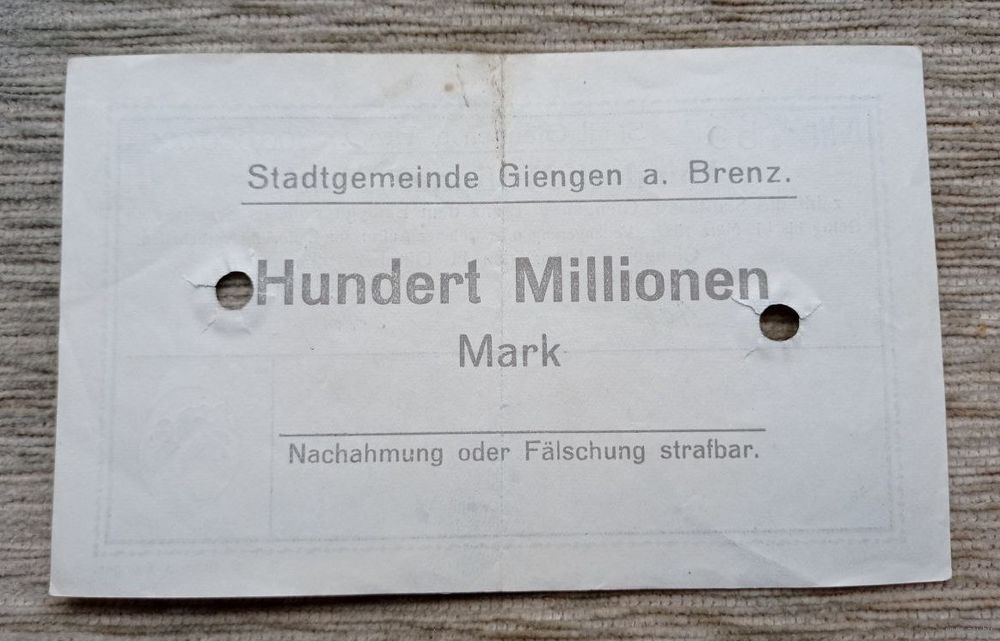 Stadtgemeinde Giengen a. Brenz.
Hundert Millionen
Mark
Nachahmung oder Fälschung strafbar.